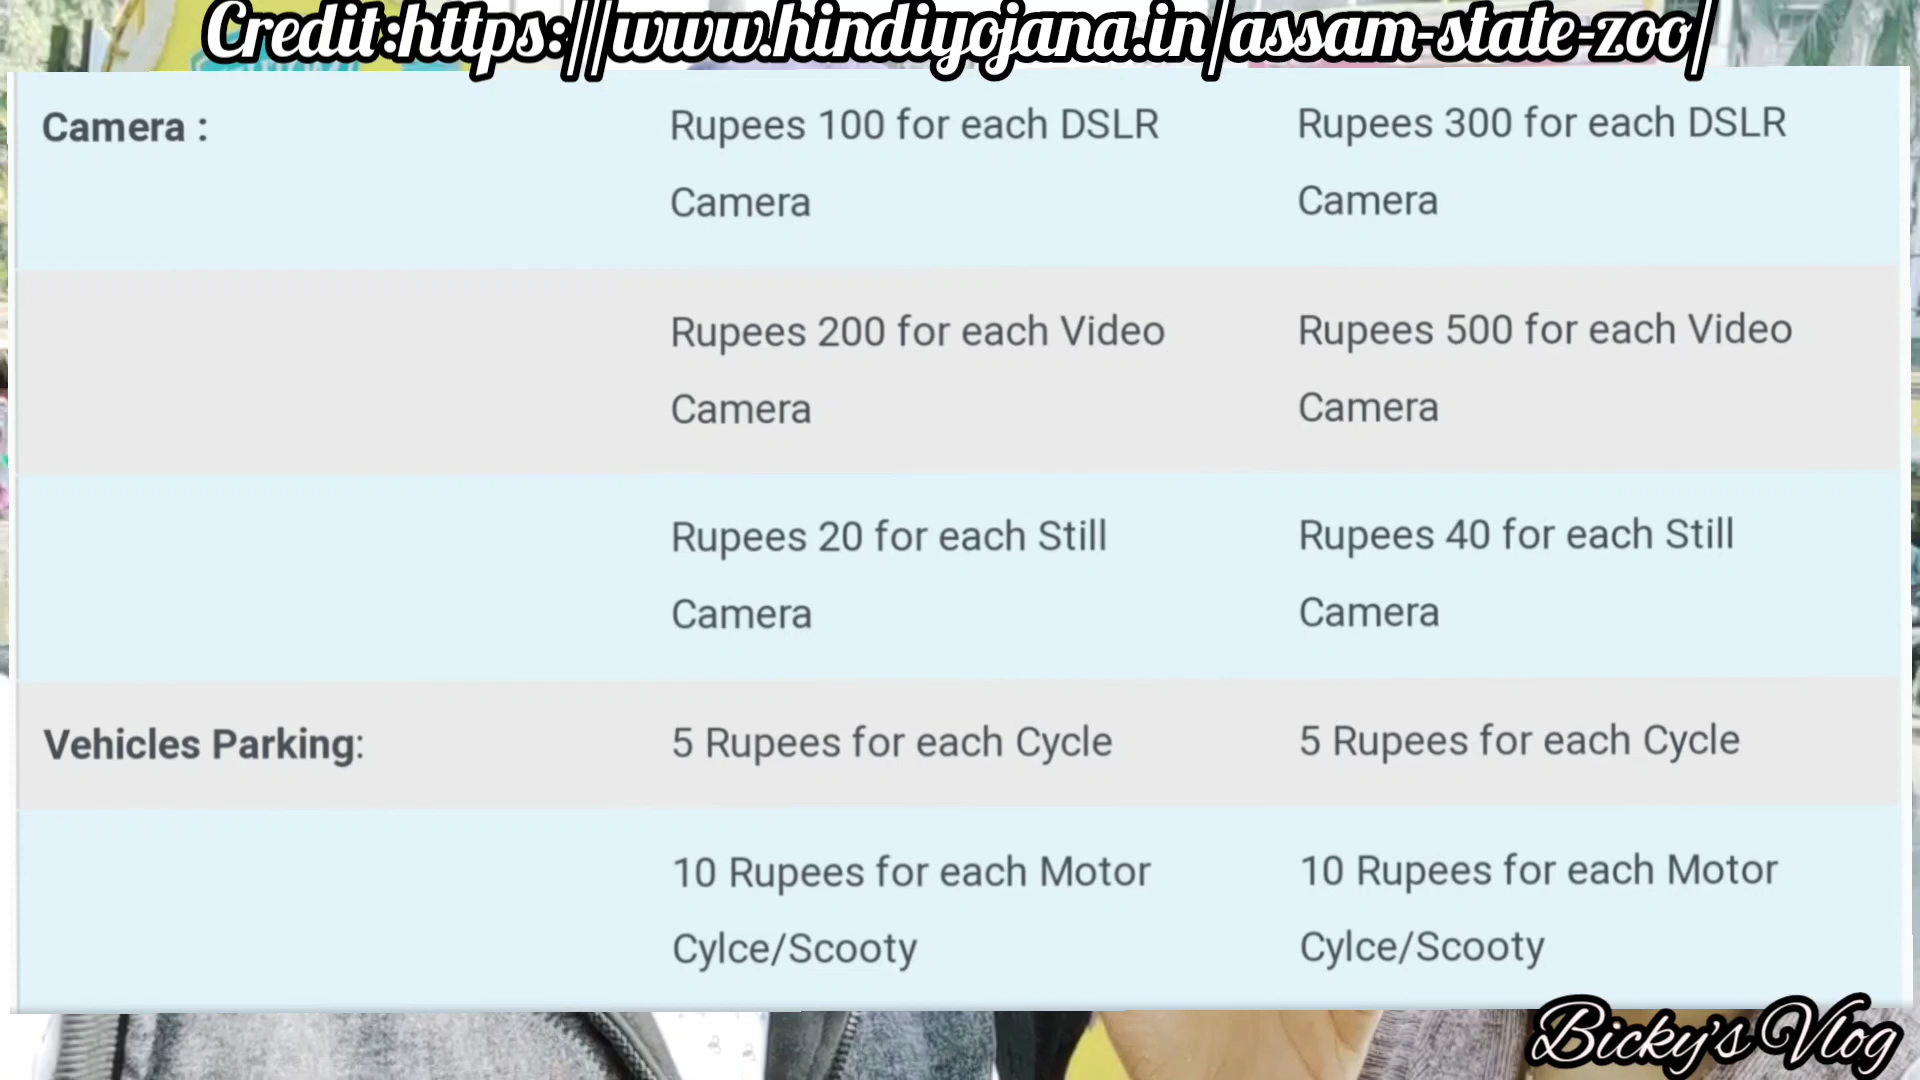 Credit:https://www.hindiyojana.in/assam-state-zoo/
Camera :
Rupees 100 for each DSLR
Camera
Rupees 300 for each DSLR
Camera
Rupees 200 for each Video
Camera
Rupees 500 for each Video
Camera
Rupees 20 for each Still
Camera
Rupees 40 for each Still
Camera
Vehicles Parking:
5 Rupees for each Cycle
5 Rupees for each Cycle
10 Rupees for each Motor
Cylce/Scooty
10 Rupees for each Motor
Cylce/Scooty
Bicky's Vlog